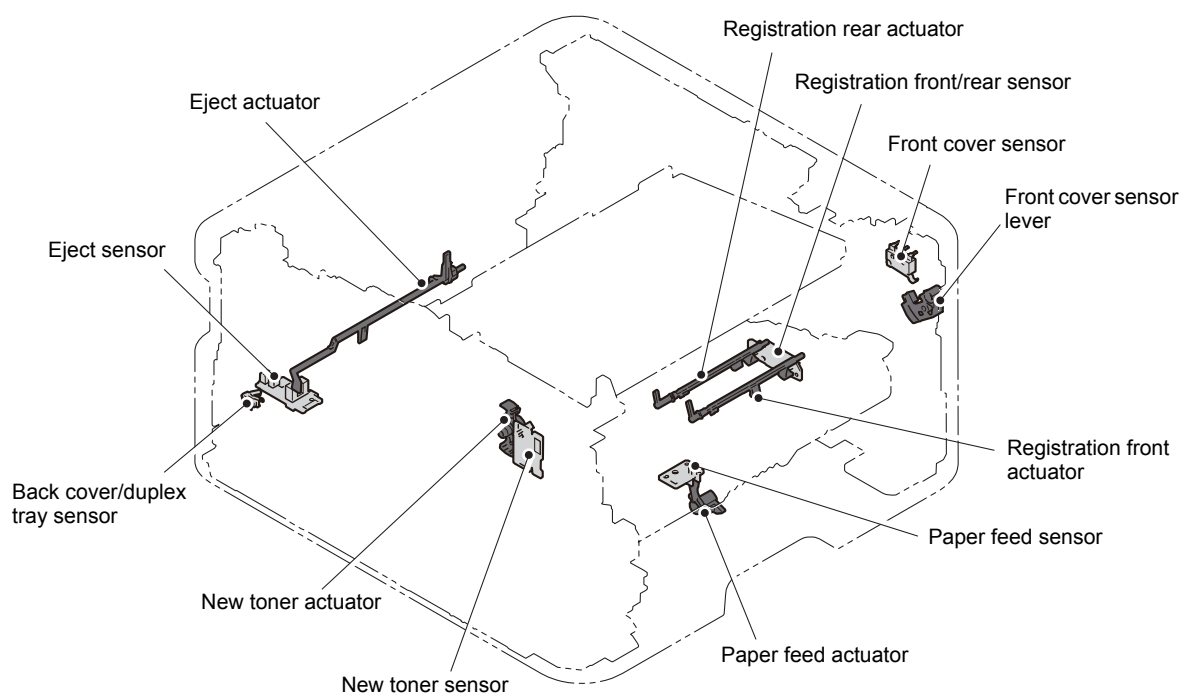 Registration rear actuator
Registration front/rear sensor
Eject actuator
Front cover sensor
Front cover sensor
lever
Eject sensor
Registration front
actuator
Back cover/duplex
tray sensor
Paper feed sensor
New toner actuator
Paper feed actuator
New toner sensor